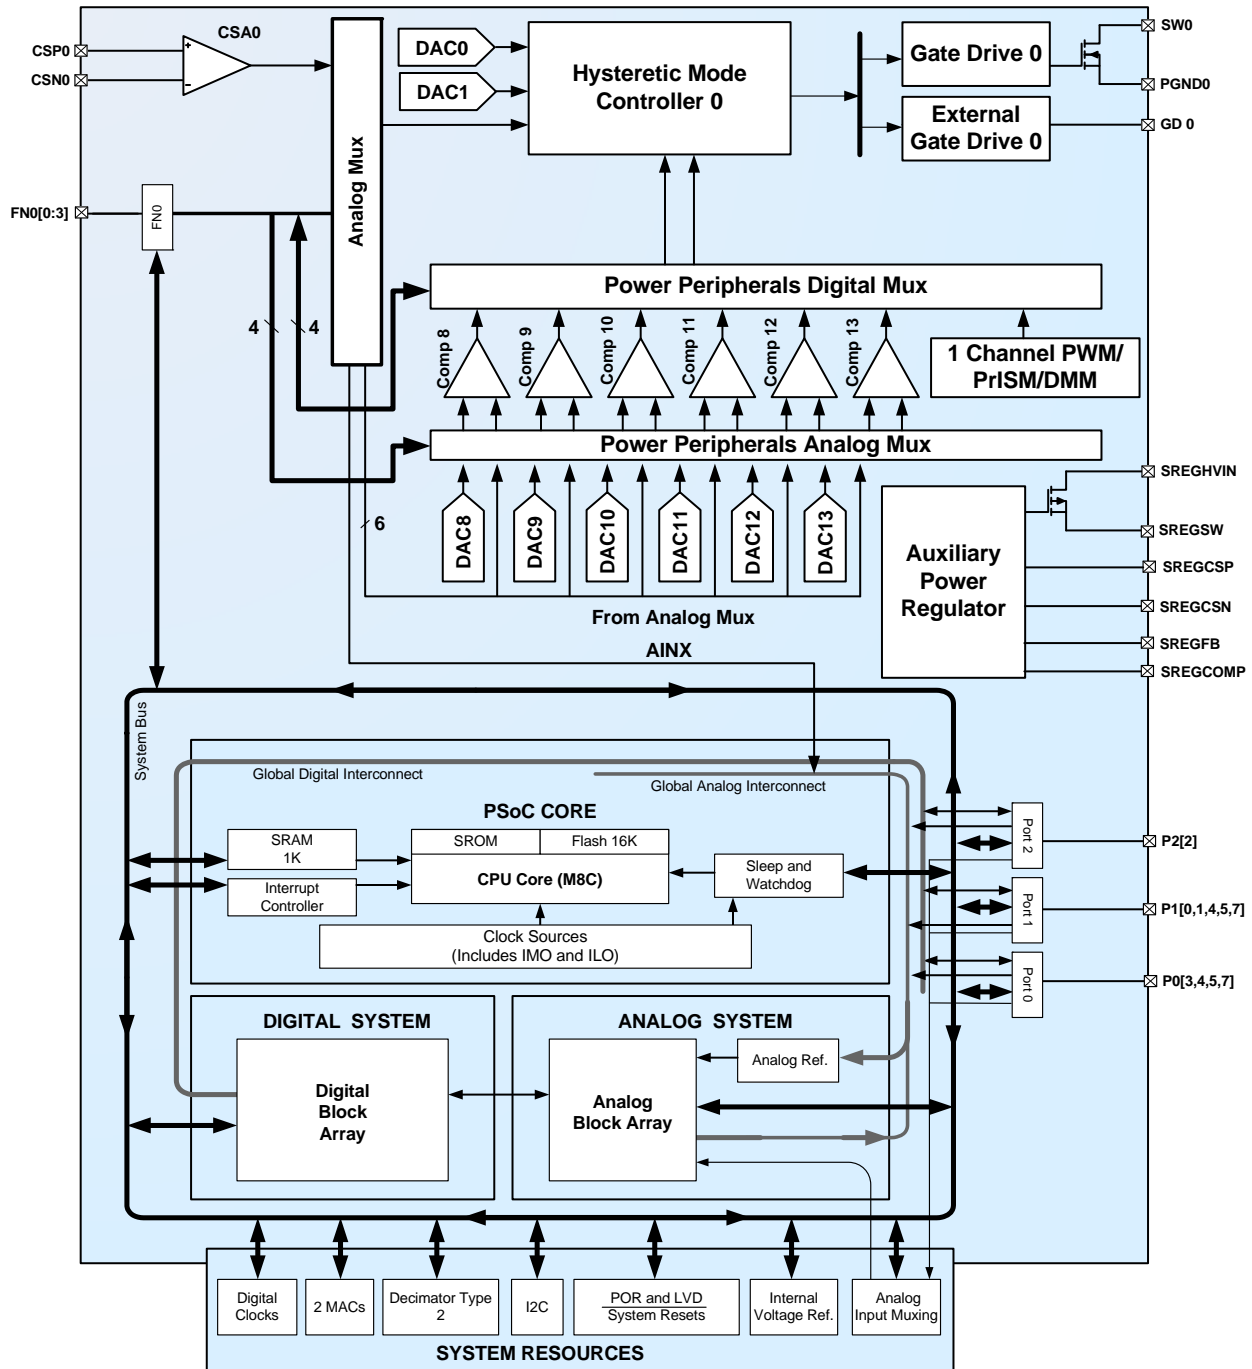 CSP0
CSN0
CSA0
+
−
Analog Mux
DAC0
DAC1
Hysteretic Mode
Controller 0
Gate Drive 0
External
Gate Drive 0
SW0
PGND0
GD 0
FN0[0:3]
FN0
4
4
Power Peripherals Digital Mux
Comp 8
Comp 9
Comp 10
Comp 11
Comp 12
Comp 13
1 Channel PWM/
PrISM/DMM
Power Peripherals Analog Mux
6
DAC8
DAC9
DAC10
DAC11
DAC12
DAC13
From Analog Mux
AINX
Auxiliary
Power
Regulator
SREGHVIN
SREGSW
SREGCSP
SREGCSN
SREGFB
SREGCOMP
System Bus
Global Digital Interconnect
Global Analog Interconnect
PSoC CORE
SRAM
1K
Interrupt
Controller
SROM
Flash 16K
CPU Core (M8C)
Sleep and
Watchdog
Clock Sources
(Includes IMO and ILO)
Port 2
Port 1
Port 0
P2[2]
P1[0,1,4,5,7]
P0[3,4,5,7]
DIGITAL SYSTEM
Digital
Block
Array
ANALOG SYSTEM
Analog
Block Array
Analog Ref.
Digital
Clocks
2 MACs
Decimator Type
2
I2C
POR and LVD
System Resets
Internal
Voltage Ref.
Analog
Input Muxing
SYSTEM RESOURCES